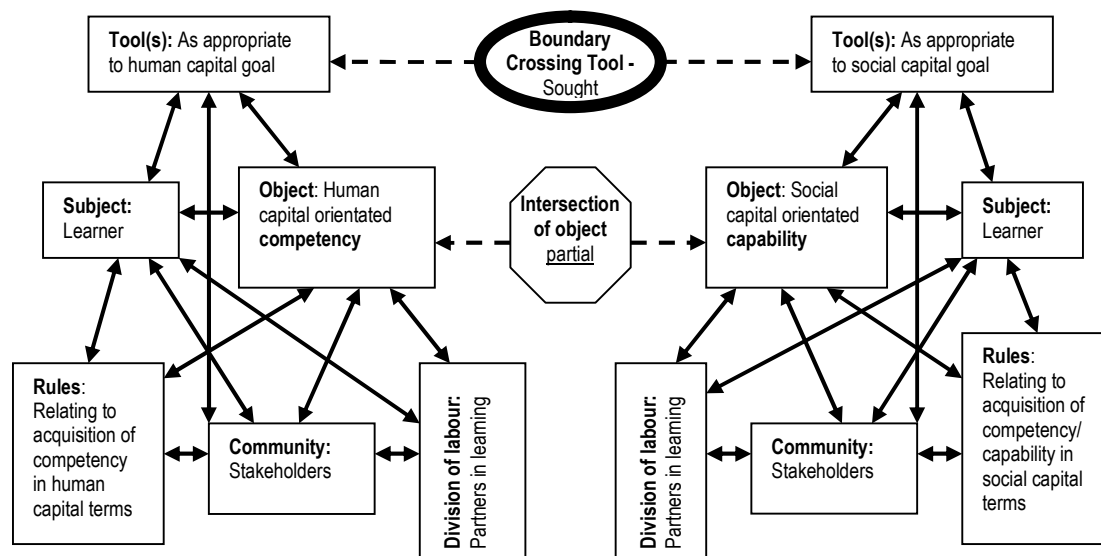 Tool(s): As appropriate
to human capital goal
Boundary
Crossing Tool -
Sought
Tool(s): As appropriate
to social capital goal
Subject:
Learner
Object: Human
capital orientated
competency
Intersection
of object
partial
Object: Social
capital orientated
capability
Subject:
Learner
Rules:
Relating to
acquisition of
competency
in human
capital terms
Community:
Stakeholders
Division of labour:
Partners in learning
Division of labour:
Partners in learning
Community:
Stakeholders
Rules:
Relating to
acquisition of
competency/
capability in
social capital
terms